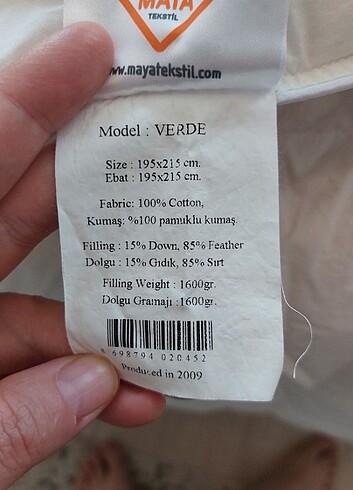 MAYA
TEKSTİL
www.mayatekstil.com
Model : VERDE
Size : 195x215 cm.
Ebat : 195x215 cm.
Fabric: 100% Cotton,
Kumaş: %100 pamuklu kumaş.
Filling : 15% Down, 85% Feather
Dolgu : 15% Gıdık, 85% Sırt
Filling Weight : 1600gr.
Dolgu Gramajı :1600gr.
8 698794 020452
Produced in 2009